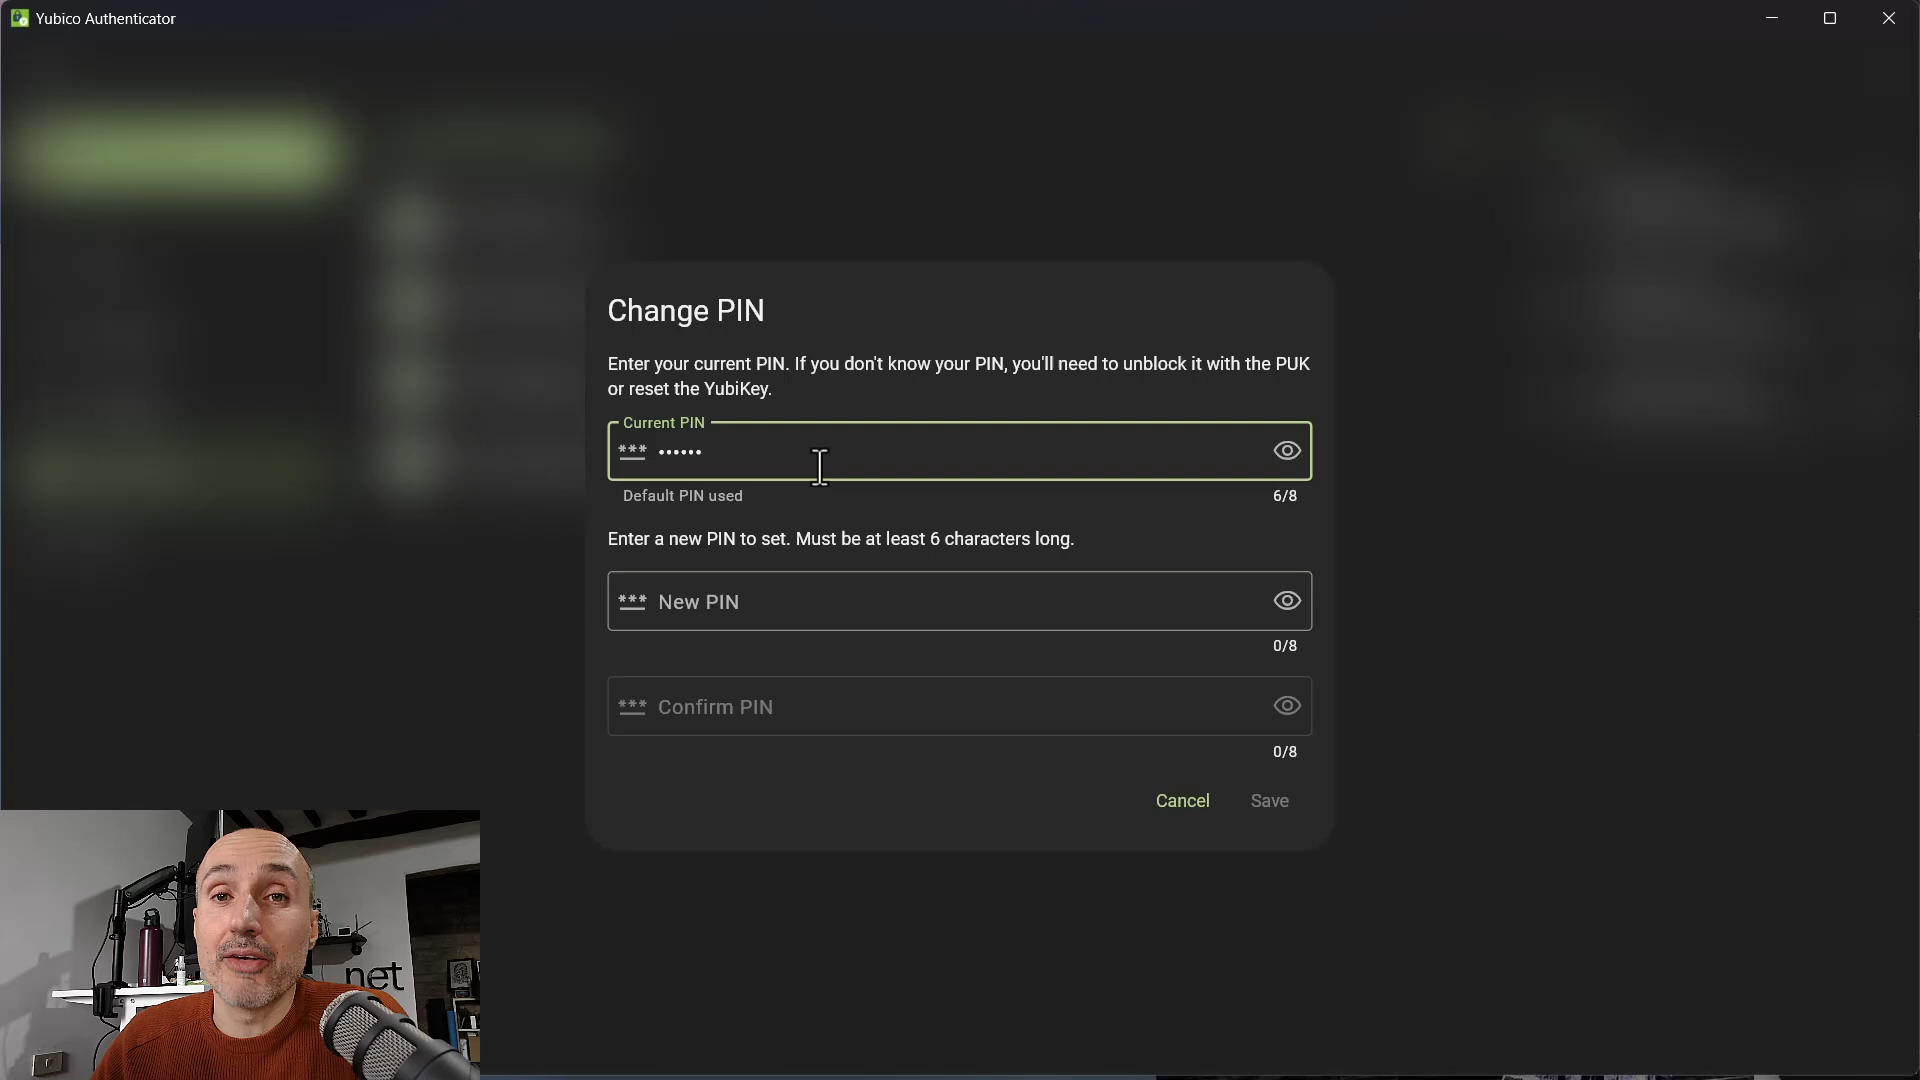 Yubico Authenticator
Change PIN
Enter your current PIN. If you don't know your PIN, you'll need to unblock it with the PUK
or reset the YubiKey.
Current PIN
*** ••••••
Default PIN used 6/8
Enter a new PIN to set. Must be at least 6 characters long.
*** New PIN
0/8
*** Confirm PIN
0/8
Cancel Save
net